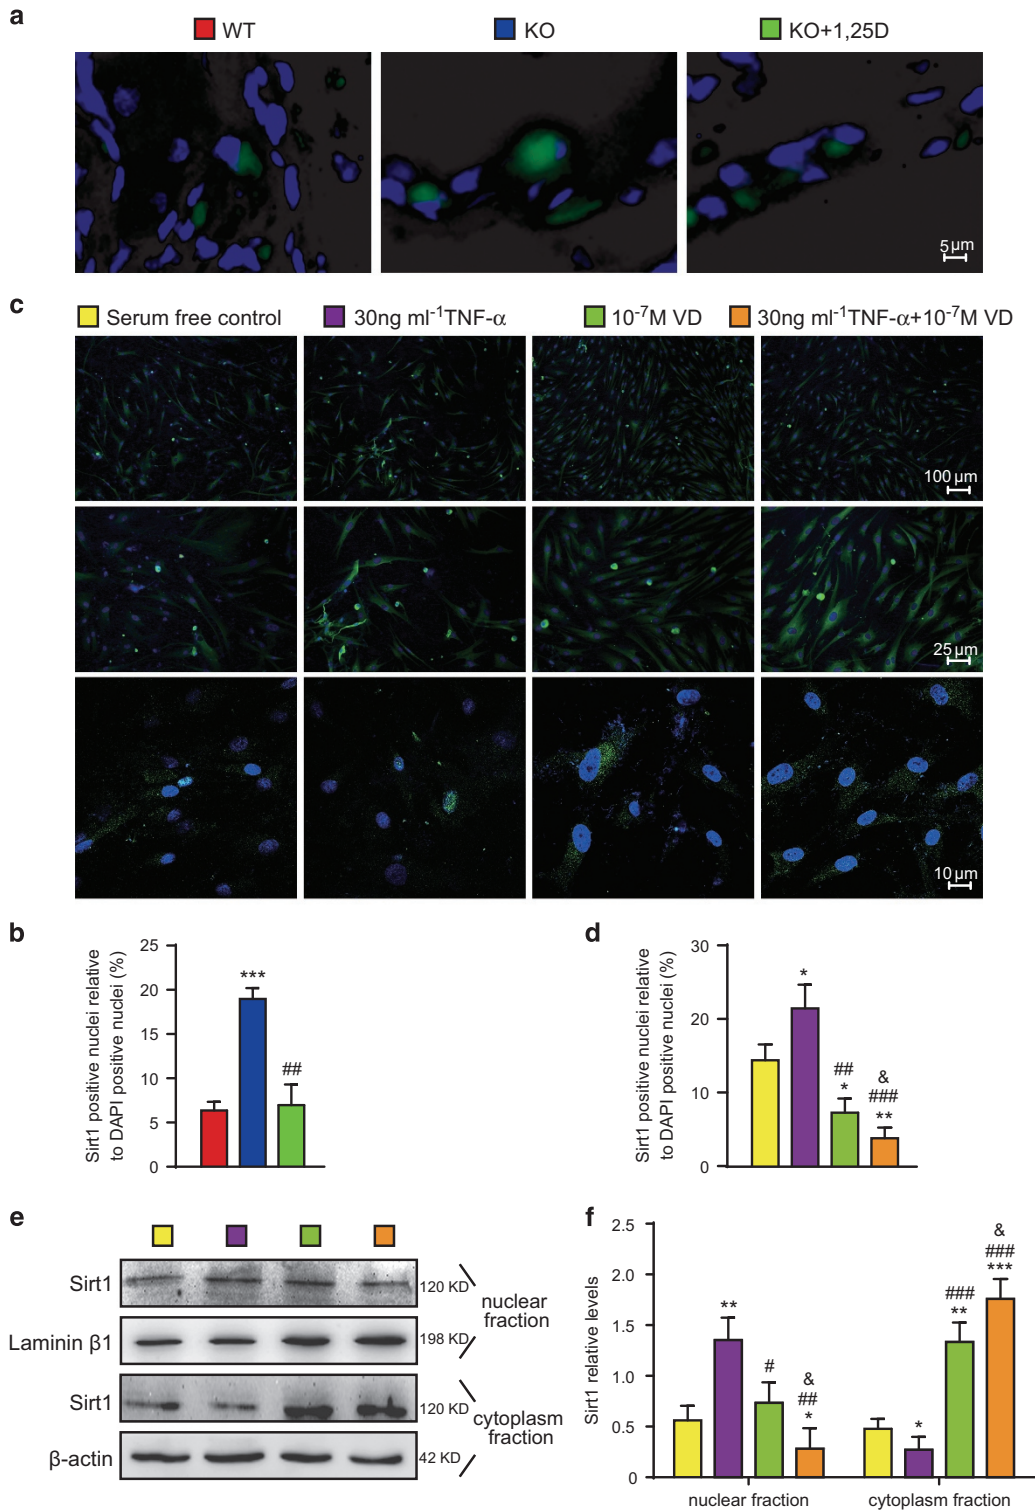 a
WT
KO
KO+1,25D
5 µm
c
Serum free control
30ng ml⁻¹TNF-α
10⁻⁷M VD
30ng ml⁻¹TNF-α+10⁻⁷M VD
100 µm
25 µm
10 µm
b
Sirt1 positive nuclei relative
to DAPI positive nuclei (%)
25
20
15
10
5
0
***
##
d
Sirt1 positive nuclei relative
to DAPI positive nuclei (%)
30
20
10
0
*
##
*
&
###
**
e
Sirt1
120 KD
Laminin β1
198 KD
nuclear
fraction
Sirt1
120 KD
β-actin
42 KD
cytoplasm
fraction
f
Sirt1 relative levels
2.5
2.0
1.5
1.0
0.5
0
**
#
&
##
*
*
###
**
&
###
***
nuclear fraction
cytoplasm fraction